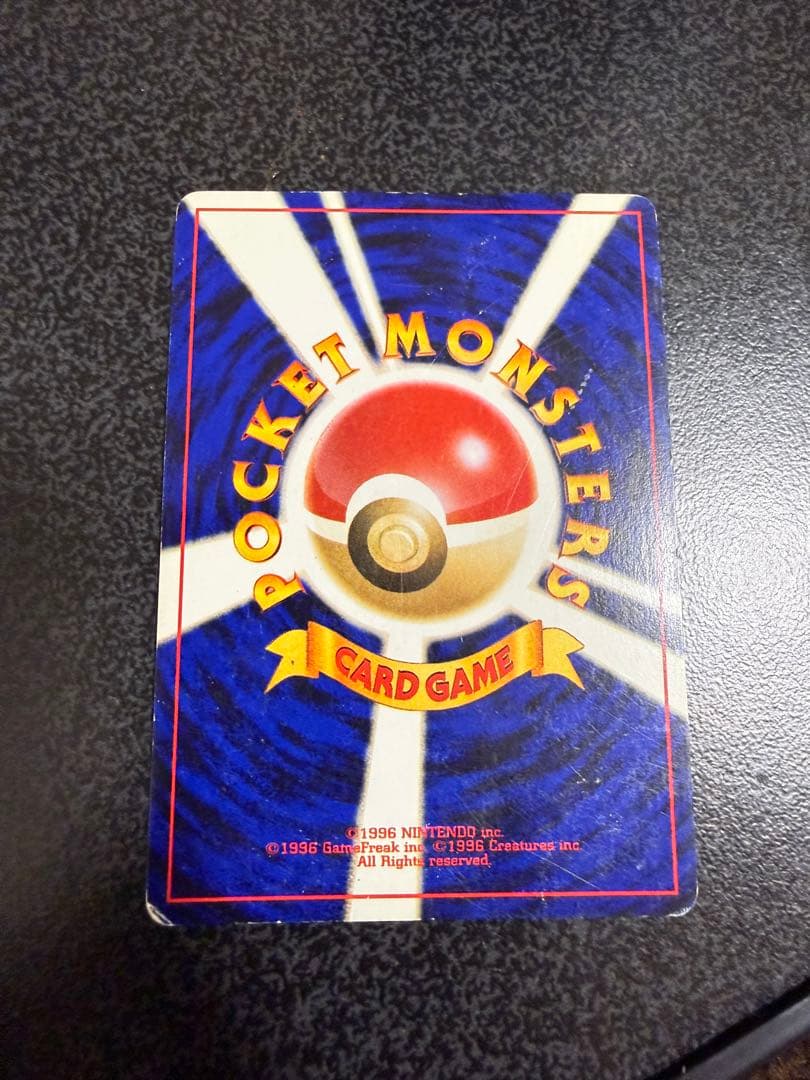 POCKET MONSTERS
CARD GAME
©1996 NINTENDO inc.
©1996 GameFreak inc. ©1996 Creatures inc.
All Rights reserved.